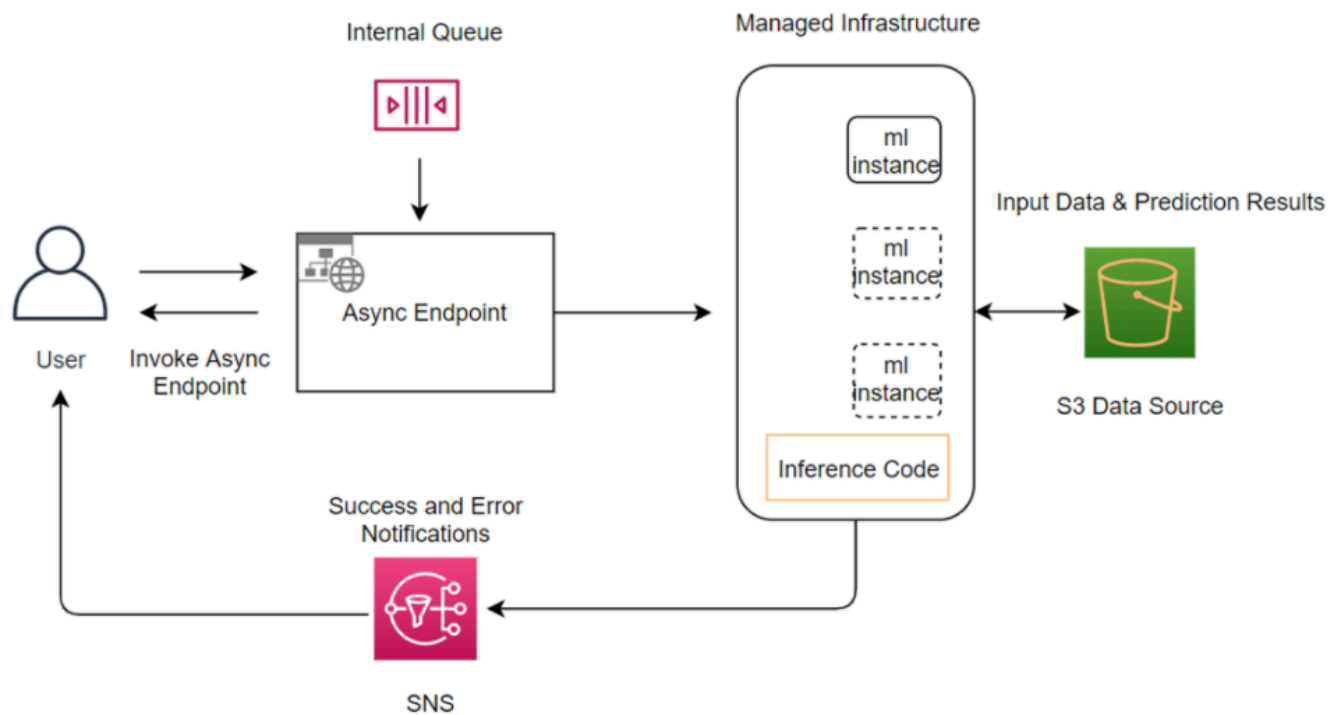 Internal Queue
Managed Infrastructure
ml
instance
Input Data & Prediction Results
ml
instance
Async Endpoint
User
Invoke Async
Endpoint
ml
instance
S3 Data Source
Inference Code
Success and Error
Notifications
SNS